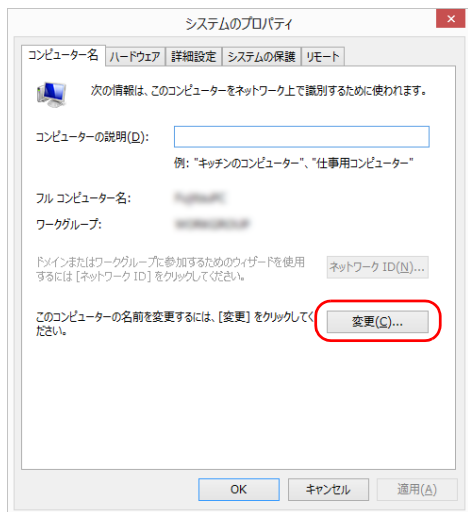 システムのプロパティ
コンピューター名 ハードウェア 詳細設定 システムの保護 リモート
次の情報は、このコンピューターをネットワーク上で識別するために使われます。
コンピューターの説明(D):
例: "キッチンのコンピューター"、"仕事用コンピューター"
フル コンピューター名:
ワークグループ:
ドメインまたはワークグループに参加するためのウィザードを使用
するには [ネットワーク ID] をクリックしてください。
ネットワーク ID(N)...
このコンピューターの名前を変更するには、[変更] をクリックしてく
ださい。
変更(C)...
OK キャンセル 適用(A)